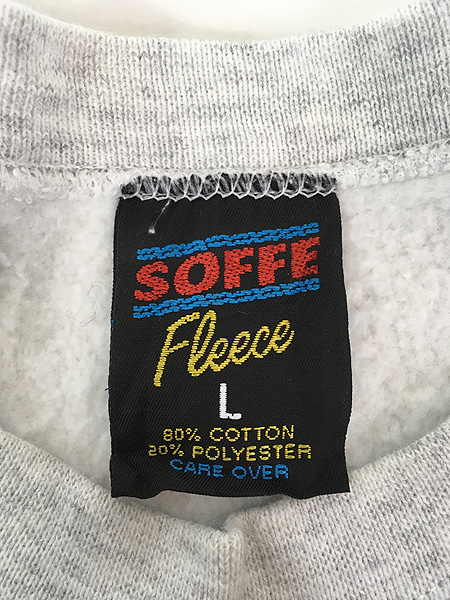 SOFFE
Fleece
L
80% COTTON
20% POLYESTER
CARE OVER